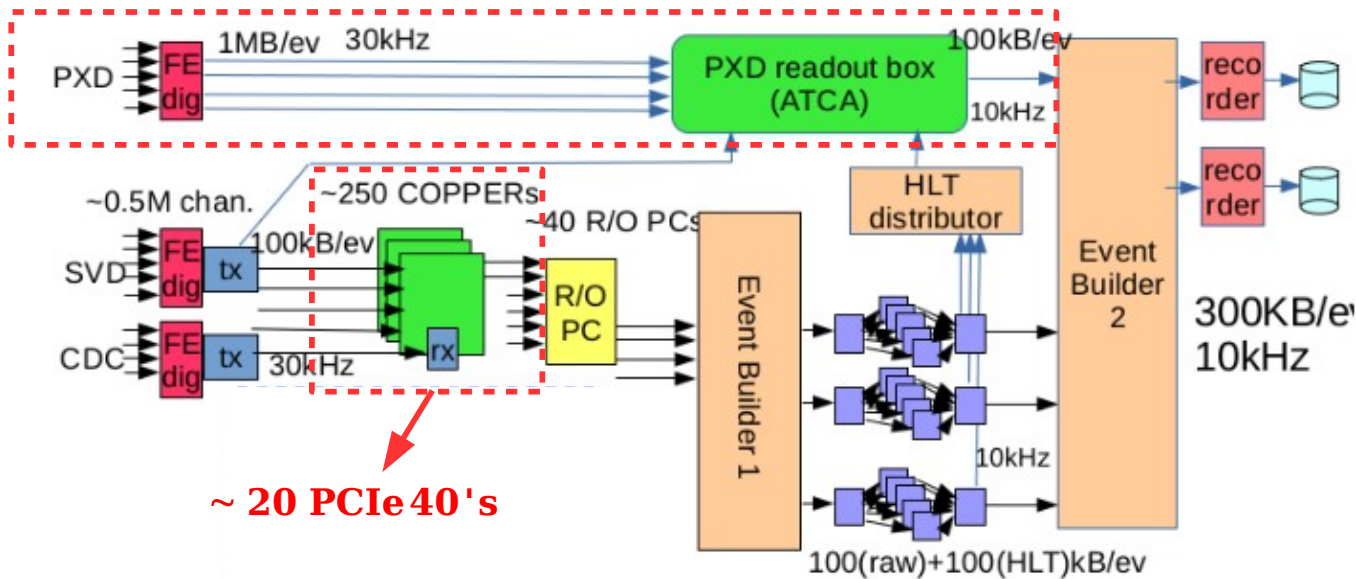 1MB/ev 30kHz
100kB/ev
PXD
FE
dig
PXD readout box
(ATCA)
10kHz
reco
rder
reco
rder
~0.5M chan.
~250 COPPERs
~40 R/O PCs
HLT
distributor
SVD
FE
dig
tx
100kB/ev
R/O
PC
Event Builder 1
Event
Builder
2
300KB/ev
10kHz
CDC
FE
dig
tx
30kHz
rx
10kHz
~ 20 PCIe 40's
100(raw)+100(HLT)kB/ev